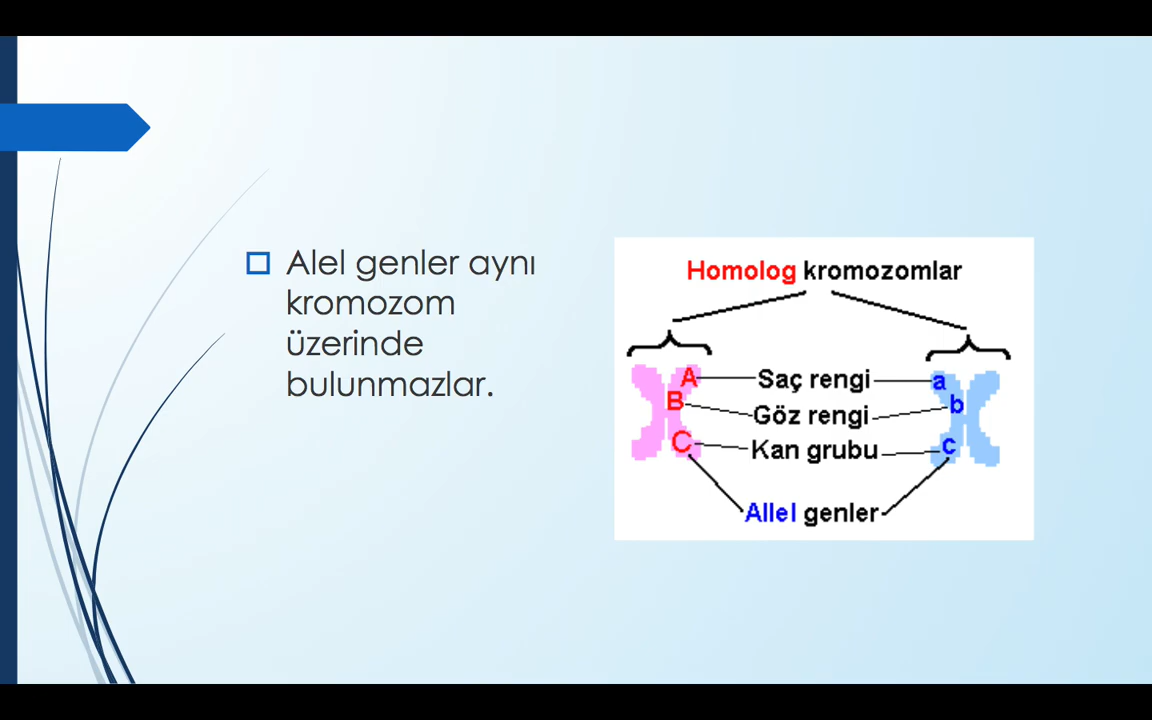 Alel genler aynı
kromozom
üzerinde
bulunmazlar.
Homolog kromozomlar
A Saç rengi a
B Göz rengi b
C Kan grubu c
Allel genler